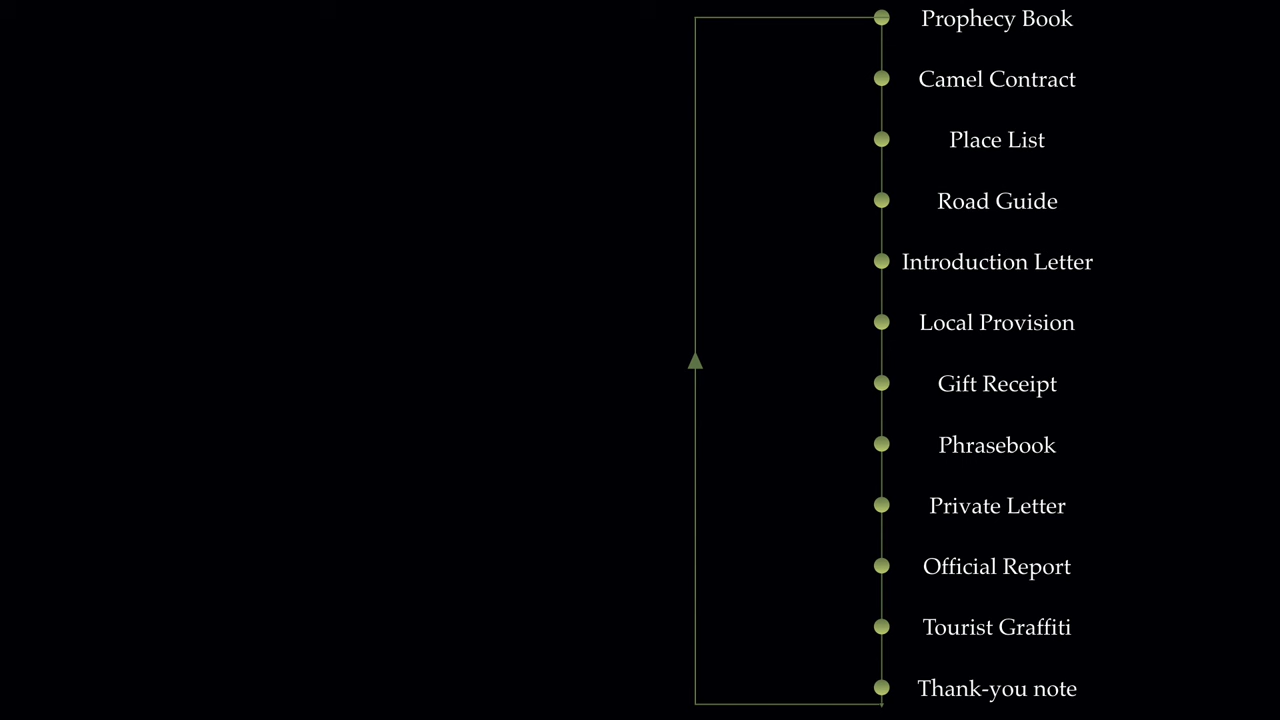 Prophecy Book
Camel Contract
Place List
Road Guide
Introduction Letter
Local Provision
Gift Receipt
Phrasebook
Private Letter
Official Report
Tourist Graffiti
Thank-you note